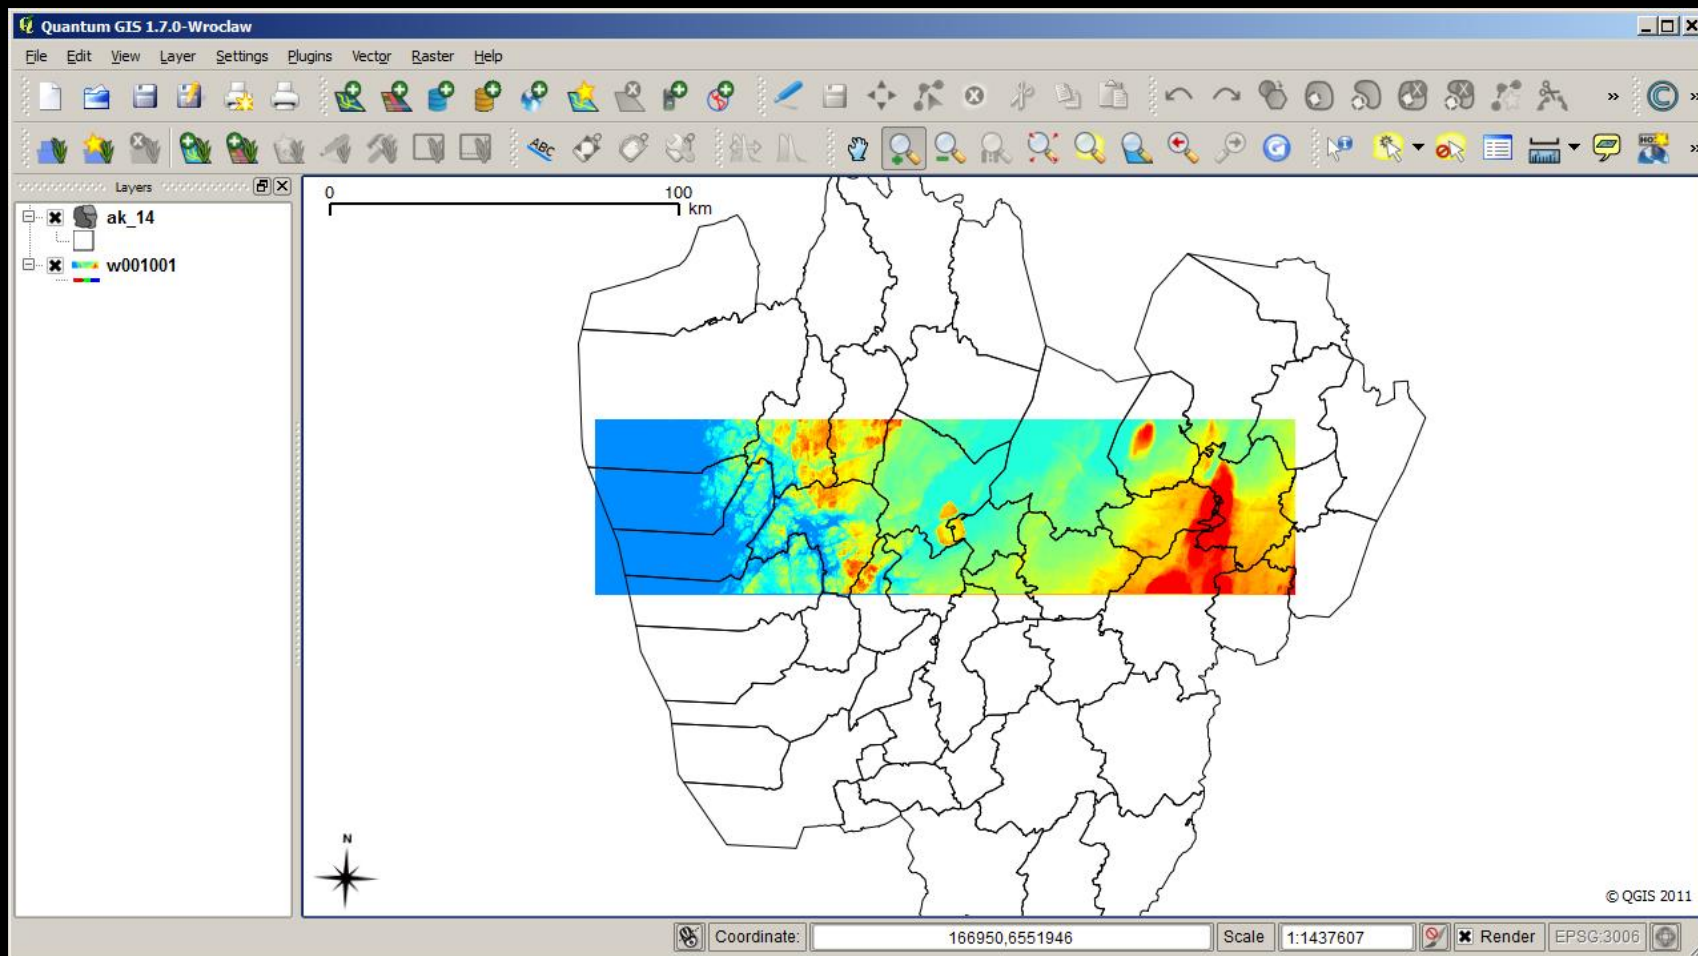 Quantum GIS 1.7.0-Wroclaw
File Edit View Layer Settings Plugins Vector Raster Help
ABC
Layers
ak_14
w001001
0 100
km
N
© QGIS 2011
Coordinate: 166950,6551946 Scale 1:1437607 Render EPSG:3006